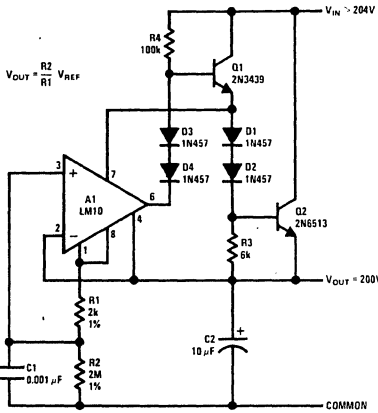 VIN > 204V
R4
100k
Q1
2N3439
VOUT = R2/R1 VREF
D3
1N457
D1
1N457
D4
1N457
D2
1N457
3
+
7
A1
LM10
6
4
2
−
1
8
Q2
2N6513
R3
6k
VOUT = 200V
R1
2k
1%
C2
10 µF
+
C1
0.001 µF
R2
2M
1%
COMMON